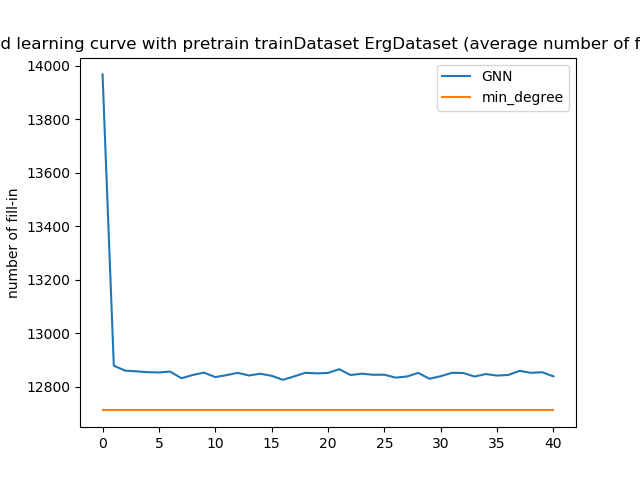 d learning curve with pretrain trainDataset ErgDataset (average number of f
14000
13800
13600
13400
13200
13000
12800
number of fill-in
GNN
min_degree
0 5 10 15 20 25 30 35 40